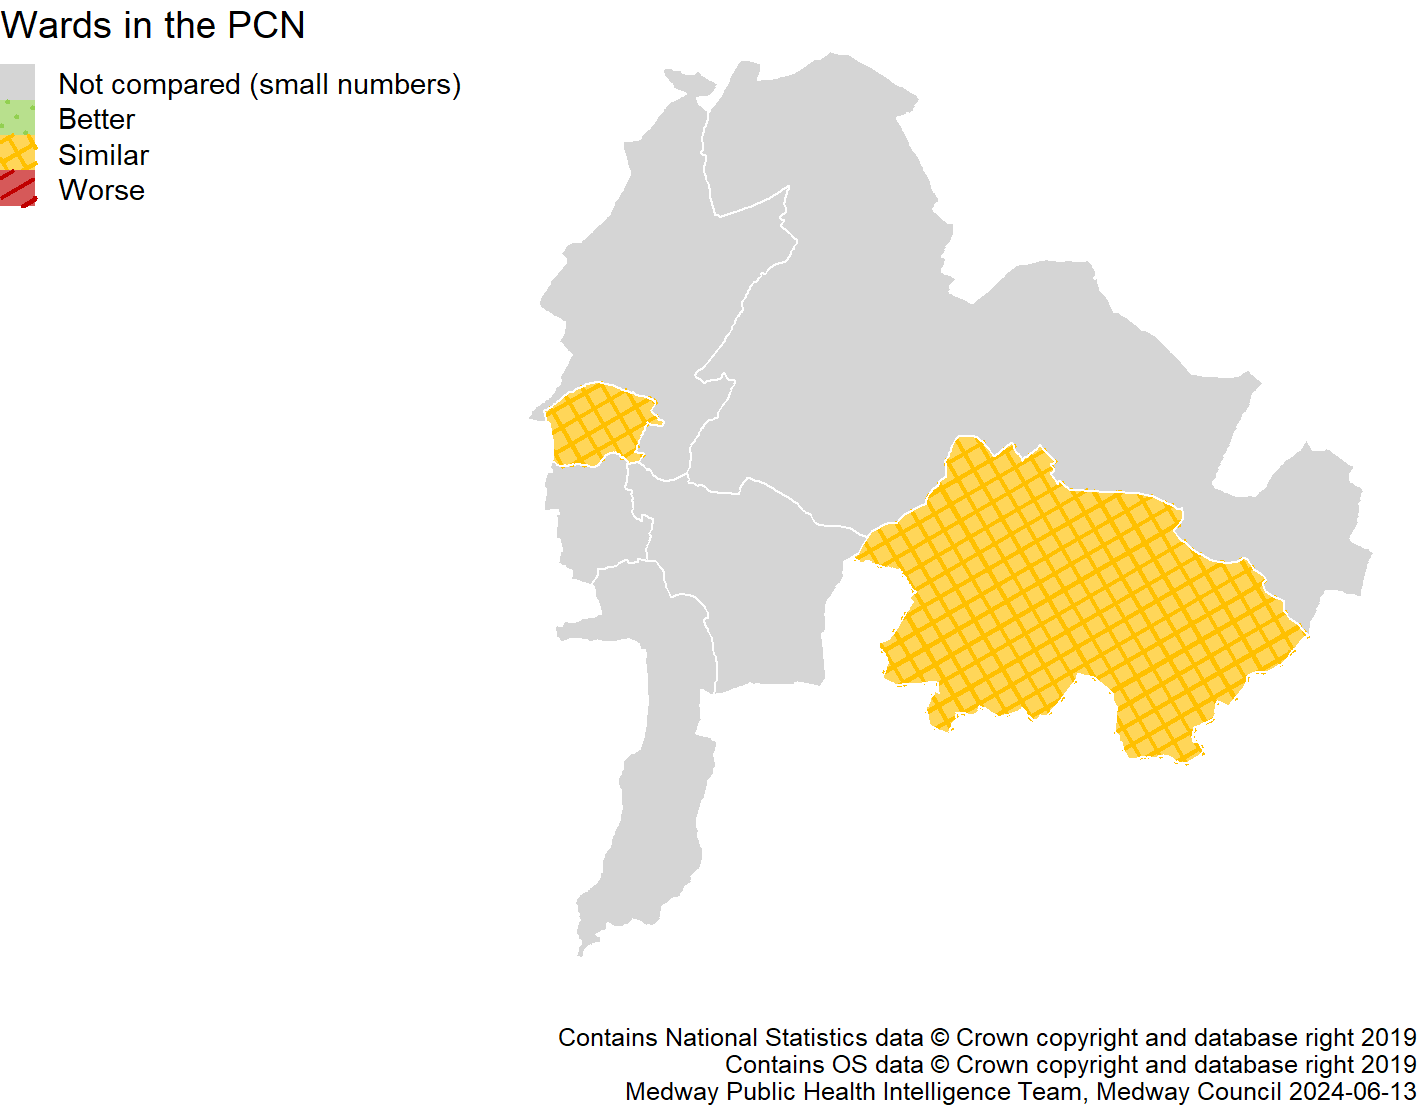 Wards in the PCN
Not compared (small numbers)
Better
Similar
Worse
Contains National Statistics data © Crown copyright and database right 2019
Contains OS data © Crown copyright and database right 2019
Medway Public Health Intelligence Team, Medway Council 2024-06-13